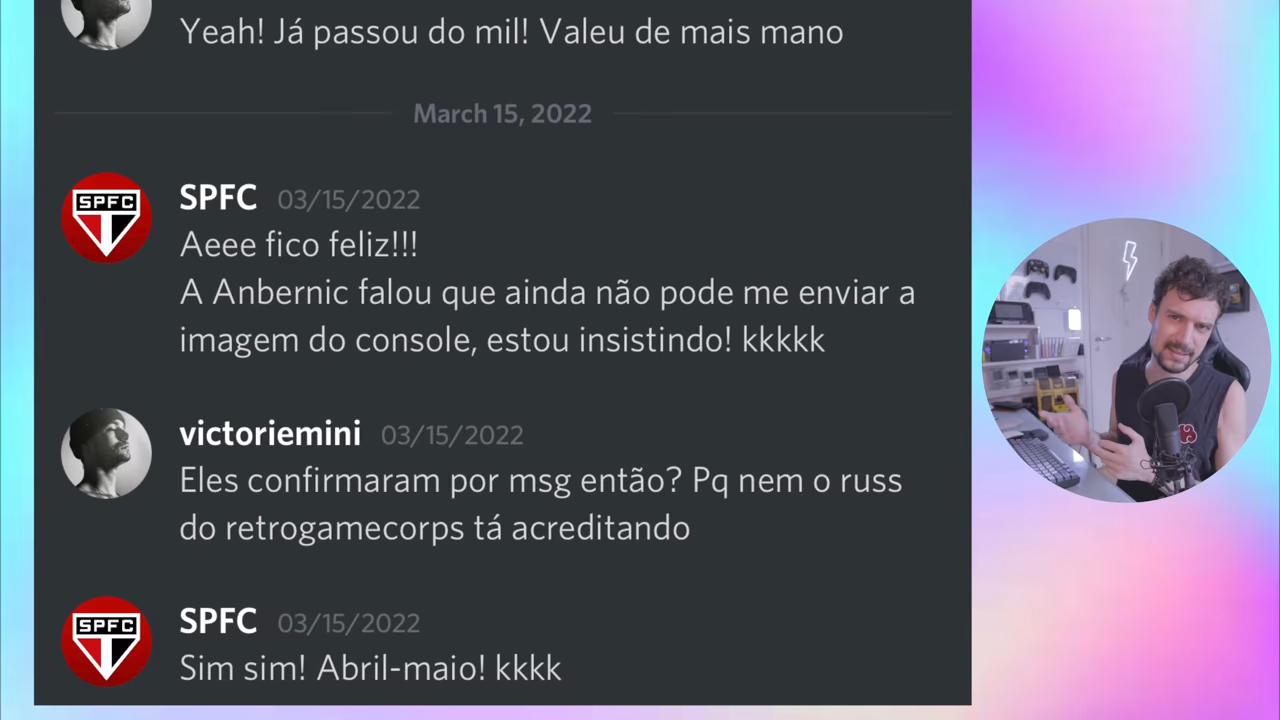 Yeah! Já passou do mil! Valeu de mais mano
March 15, 2022
SPFC 03/15/2022
Aeee fico feliz!!!
A Anbernic falou que ainda não pode me enviar a
imagem do console, estou insistindo! kkkkk
victoriemini 03/15/2022
Eles confirmaram por msg então? Pq nem o russ
do retrogamecorps tá acreditando
SPFC 03/15/2022
Sim sim! Abril-maio! kkkk
SPFC
SPFC